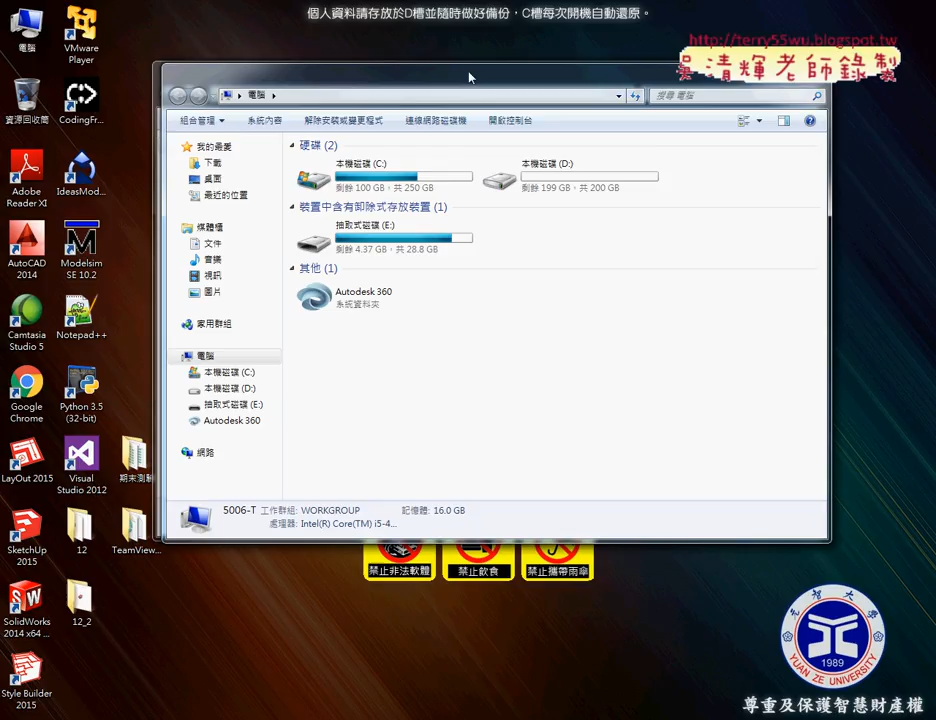 個人資料請存放於D槽並隨時做好備份，C槽每次開機自動還原。
http://terry55wu.blogspot.tw
吳清輝老師錄製
電腦
VMware Player
資源回收筒
CodingFr...
Adobe Reader XI
IdeasMod...
AutoCAD 2014
Modelsim SE 10.2
Camtasia Studio 5
Notepad++
Google Chrome
Python 3.5 (32-bit)
LayOut 2015
Visual Studio 2012
SketchUp 2015
12
TeamView...
SolidWorks 2014 x64 ...
12_2
Style Builder 2015
電腦
搜尋 電腦
組合管理
系統內容
解除安裝或變更程式
連線網路磁碟機
開啟控制台
我的最愛
下載
桌面
最近的位置
媒體櫃
文件
音樂
視訊
圖片
家用群組
電腦
本機磁碟 (C:)
本機磁碟 (D:)
抽取式磁碟 (E:)
Autodesk 360
網路
硬碟 (2)
本機磁碟 (C:)
剩餘 100 GB，共 250 GB
本機磁碟 (D:)
剩餘 199 GB，共 200 GB
裝置中含有卸除式存放裝置 (1)
抽取式磁碟 (E:)
剩餘 4.37 GB，共 28.8 GB
其他 (1)
Autodesk 360
系統資料夾
5006-T 工作群組: WORKGROUP 記憶體: 16.0 GB
處理器: Intel(R) Core(TM) i5-4...
禁止非法軟體
禁止飲食
禁止攜帶雨傘
元智大學
1989
YUAN ZE UNIVERSITY
尊重及保護智慧財產權